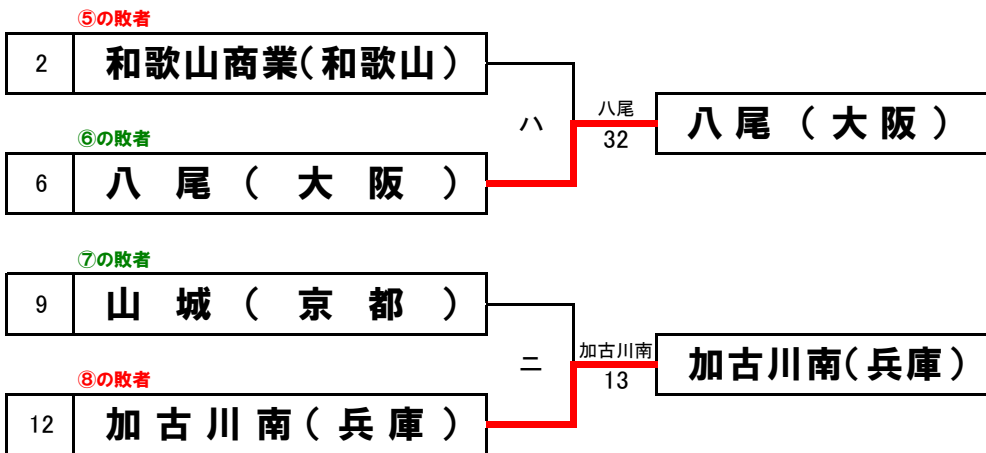 ⑤の敗者
2 和歌山商業(和歌山)
⑥の敗者
6 八尾(大阪)
ハ
八尾
32
八尾(大阪)
⑦の敗者
9 山城(京都)
⑧の敗者
12 加古川南(兵庫)
ニ
加古川南
13
加古川南(兵庫)